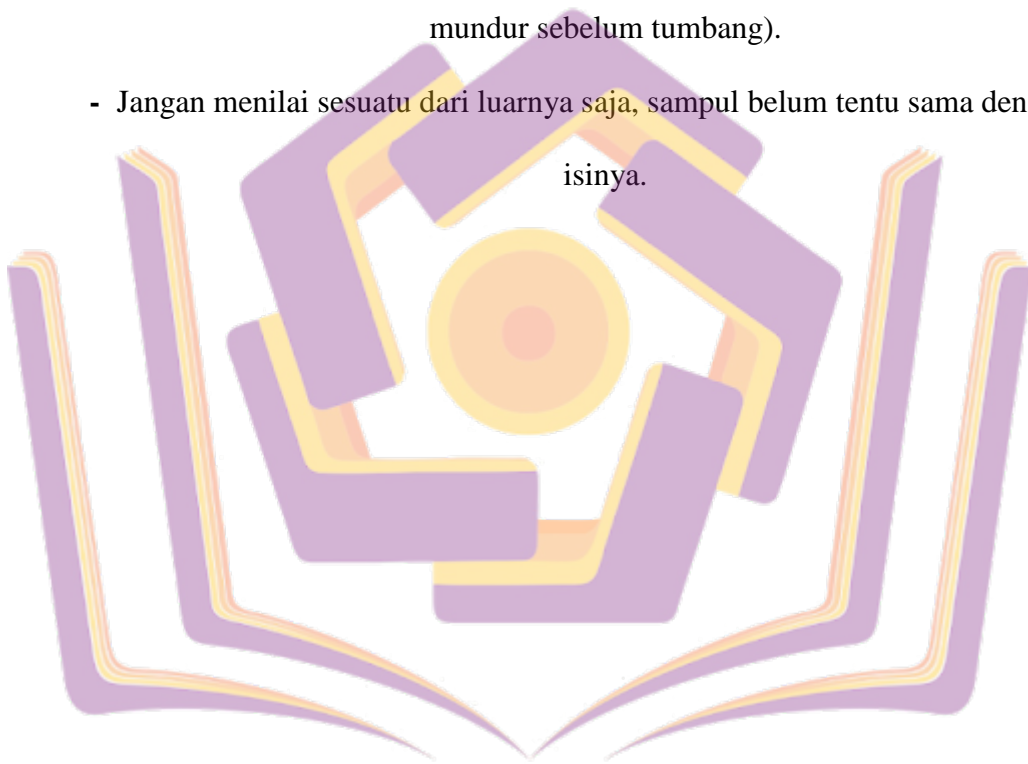 mundur sebelum tumbang).
- Jangan menilai sesuatu dari luarnya saja, sampul belum tentu sama den
isinya.